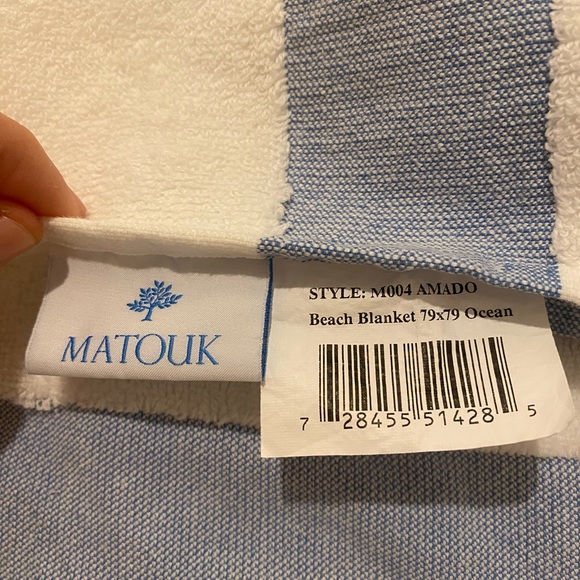 MATOUK
STYLE: M004 AMADO
Beach Blanket 79x79 Ocean
7 28455 51428 5